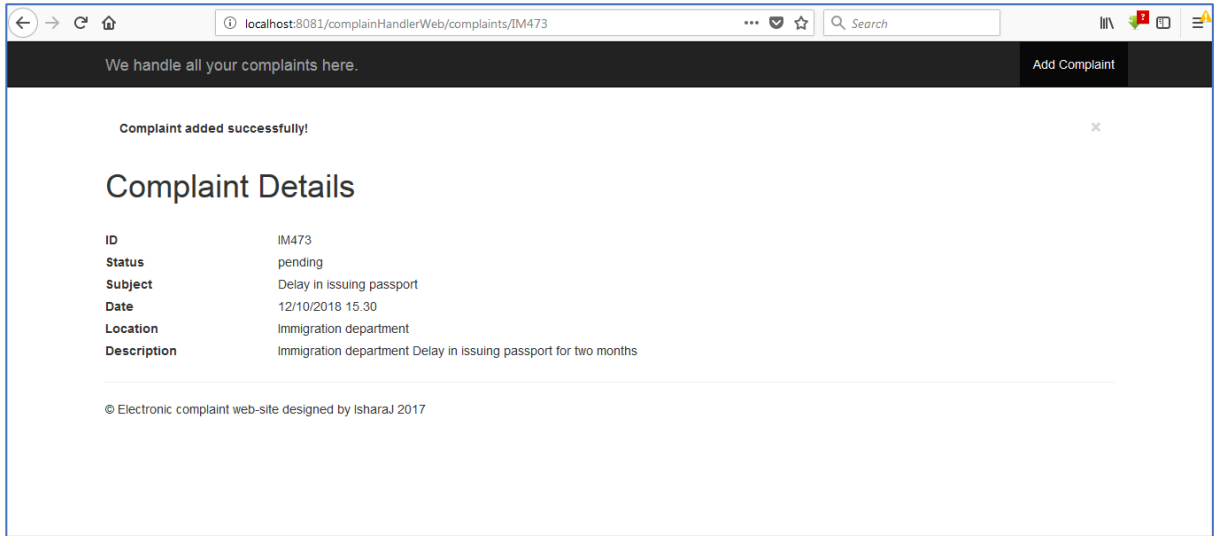 localhost:8081/complainHandlerWeb/complaints/IM473
Search
We handle all your complaints here.
Add Complaint
Complaint added successfully!
×
Complaint Details
ID IM473
Status pending
Subject Delay in issuing passport
Date 12/10/2018 15.30
Location Immigration department
Description Immigration department Delay in issuing passport for two months
© Electronic complaint web-site designed by IsharaJ 2017